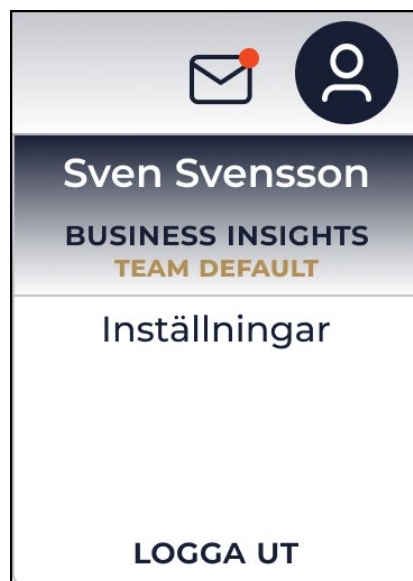 Sven Svensson
BUSINESS INSIGHTS
TEAM DEFAULT
Inställningar
LOGGA UT